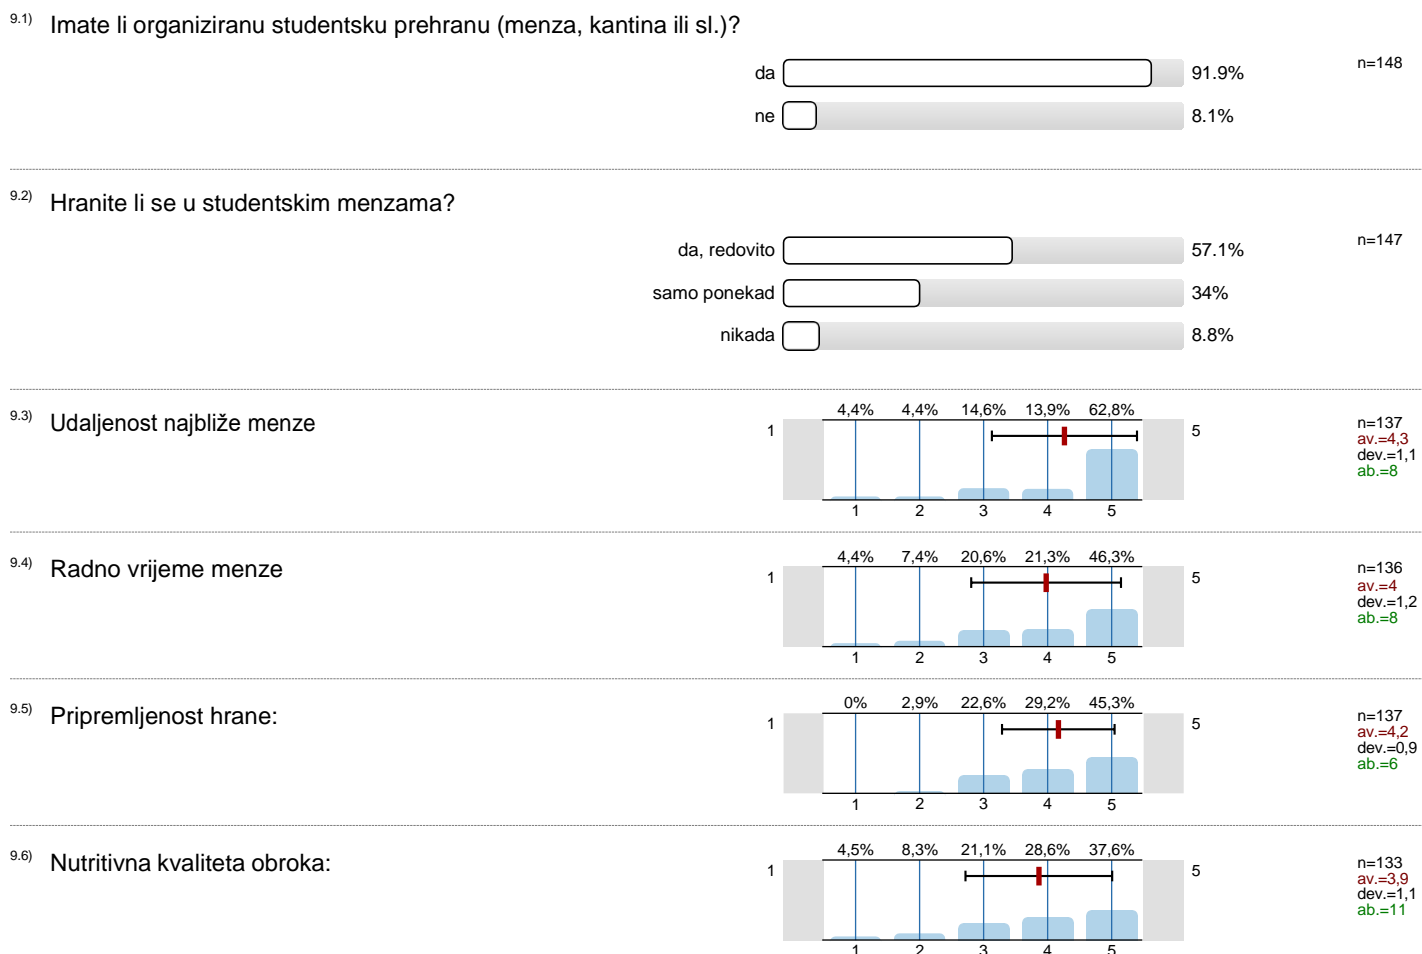 9.1) Imate li organiziranu studentsku prehranu (menza, kantina ili sl.)?
da 91.9% n=148
ne 8.1%
9.2) Hranite li se u studentskim menzama?
da, redovito 57.1% n=147
samo ponekad 34%
nikada 8.8%
9.3) Udaljenost najbliže menze
4,4% 4,4% 14,6% 13,9% 62,8%
1 5
1 2 3 4 5
n=137
av.=4,3
dev.=1,1
ab.=8
9.4) Radno vrijeme menze
4,4% 7,4% 20,6% 21,3% 46,3%
1 5
1 2 3 4 5
n=136
av.=4
dev.=1,2
ab.=8
9.5) Pripremljenost hrane:
0% 2,9% 22,6% 29,2% 45,3%
1 5
1 2 3 4 5
n=137
av.=4,2
dev.=0,9
ab.=6
9.6) Nutritivna kvaliteta obroka:
4,5% 8,3% 21,1% 28,6% 37,6%
1 5
1 2 3 4 5
n=133
av.=3,9
dev.=1,1
ab.=11